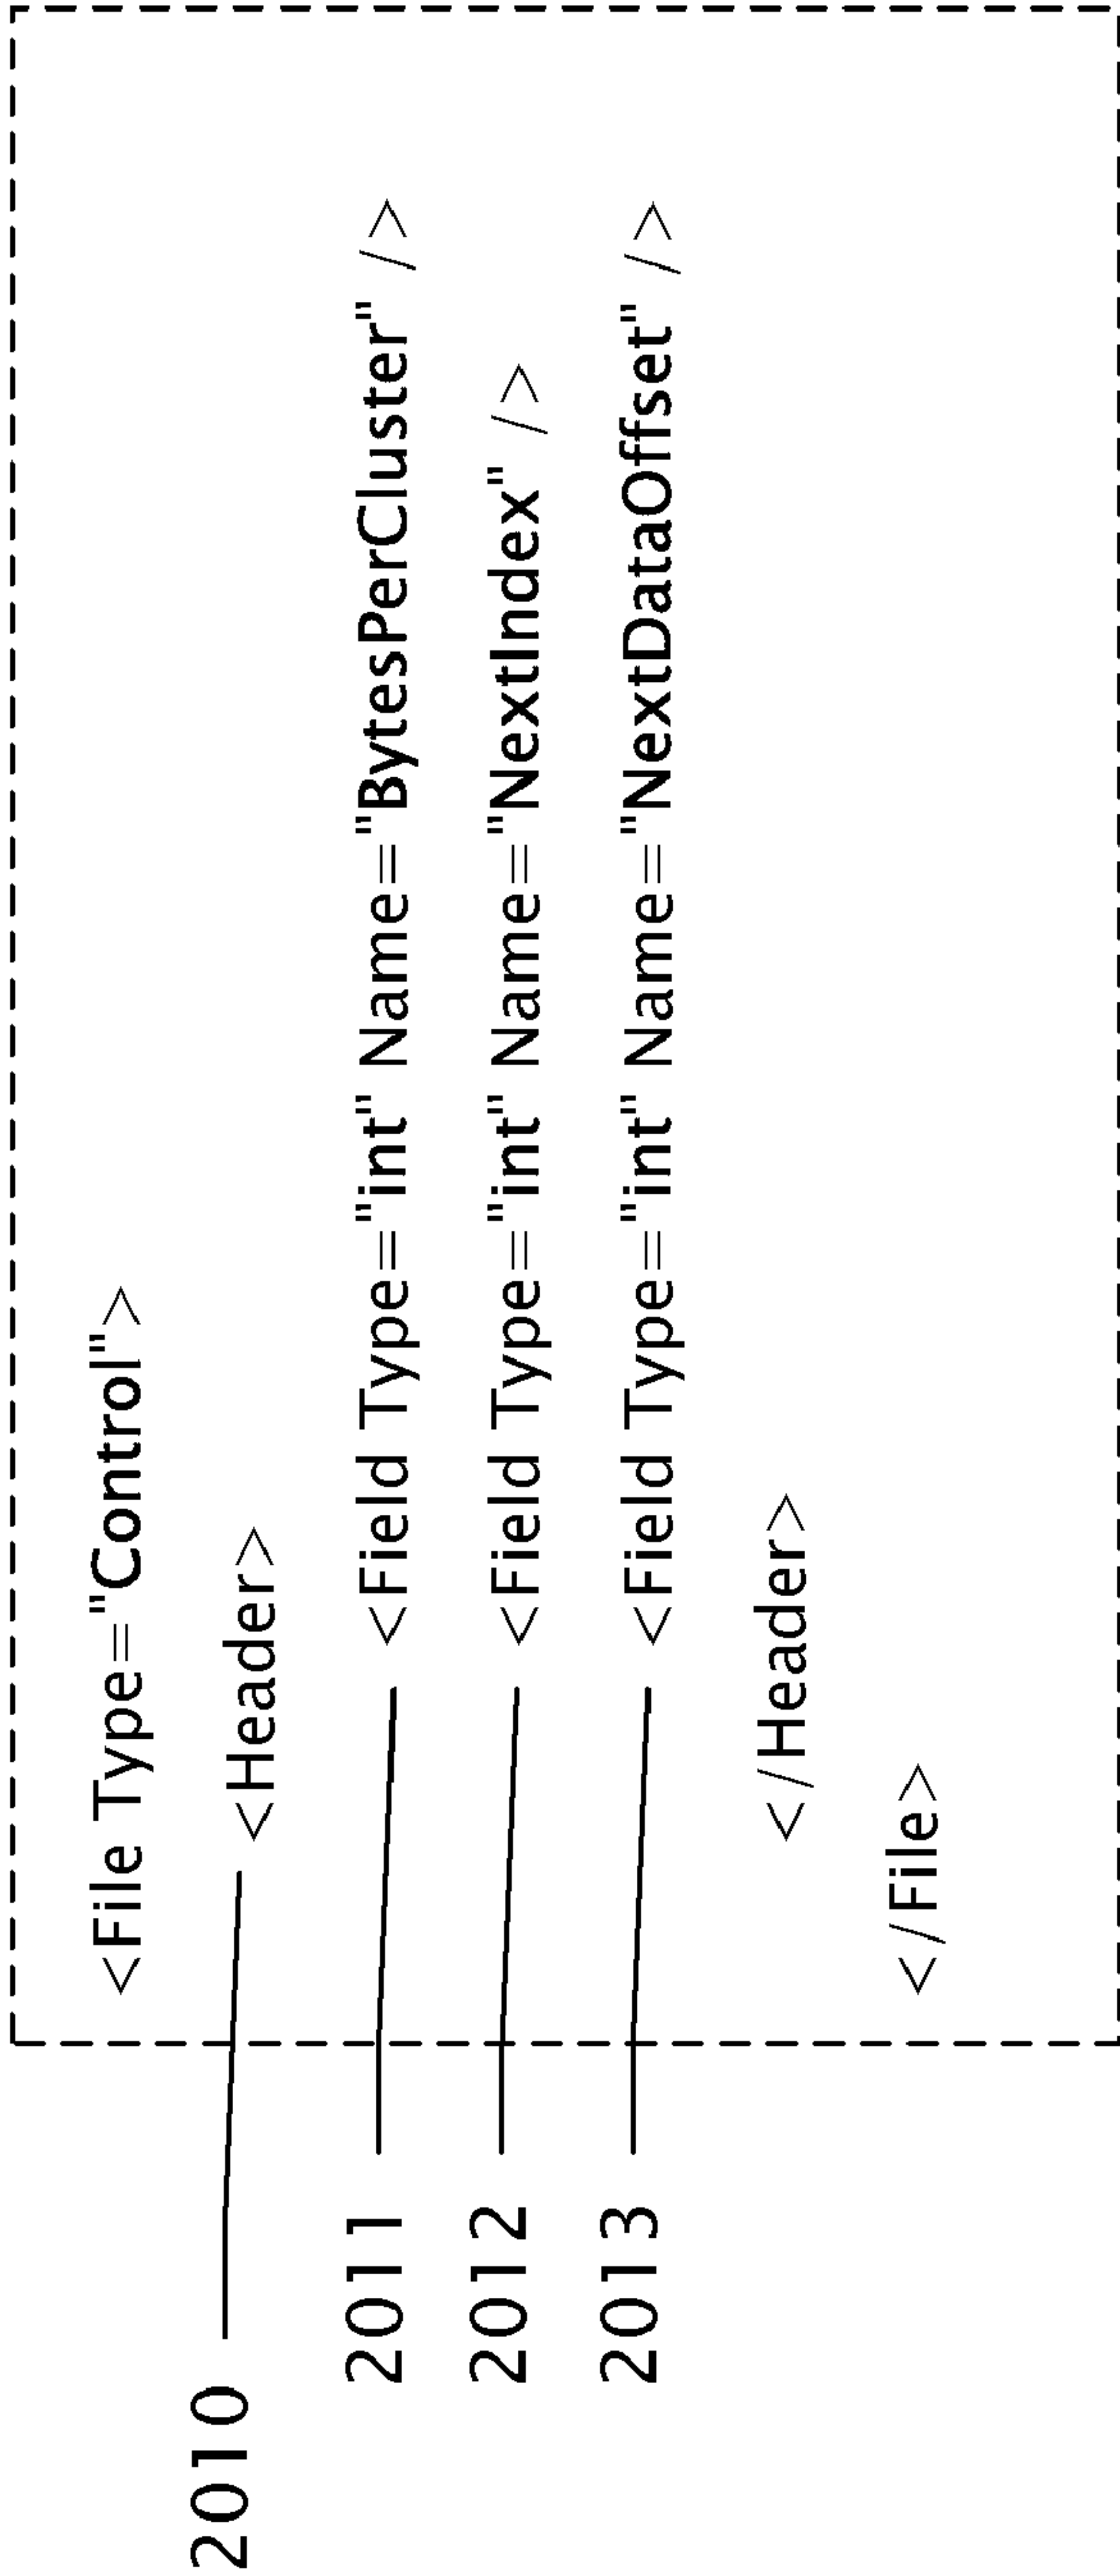 <File Type="Control">
2010 <Header>
2011 <Field Type="int" Name="BytesPerCluster" />
2012 <Field Type="int" Name="NextIndex" />
2013 <Field Type="int" Name="NextDataOffset" />
</Header>
</File>